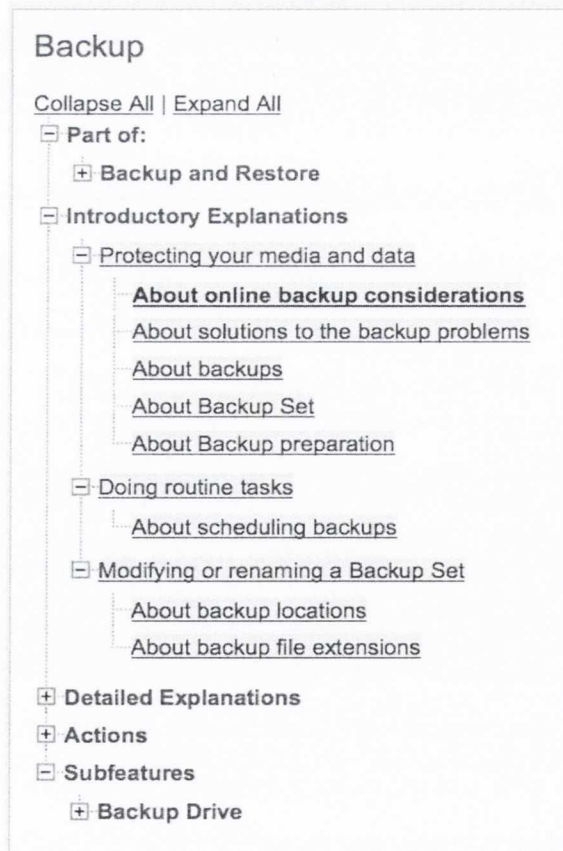 Backup
Collapse All | Expand All
Part of:
Backup and Restore
Introductory Explanations
Protecting your media and data
About online backup considerations
About solutions to the backup problems
About backups
About Backup Set
About Backup preparation
Doing routine tasks
About scheduling backups
Modifying or renaming a Backup Set
About backup locations
About backup file extensions
Detailed Explanations
Actions
Subfeatures
Backup Drive